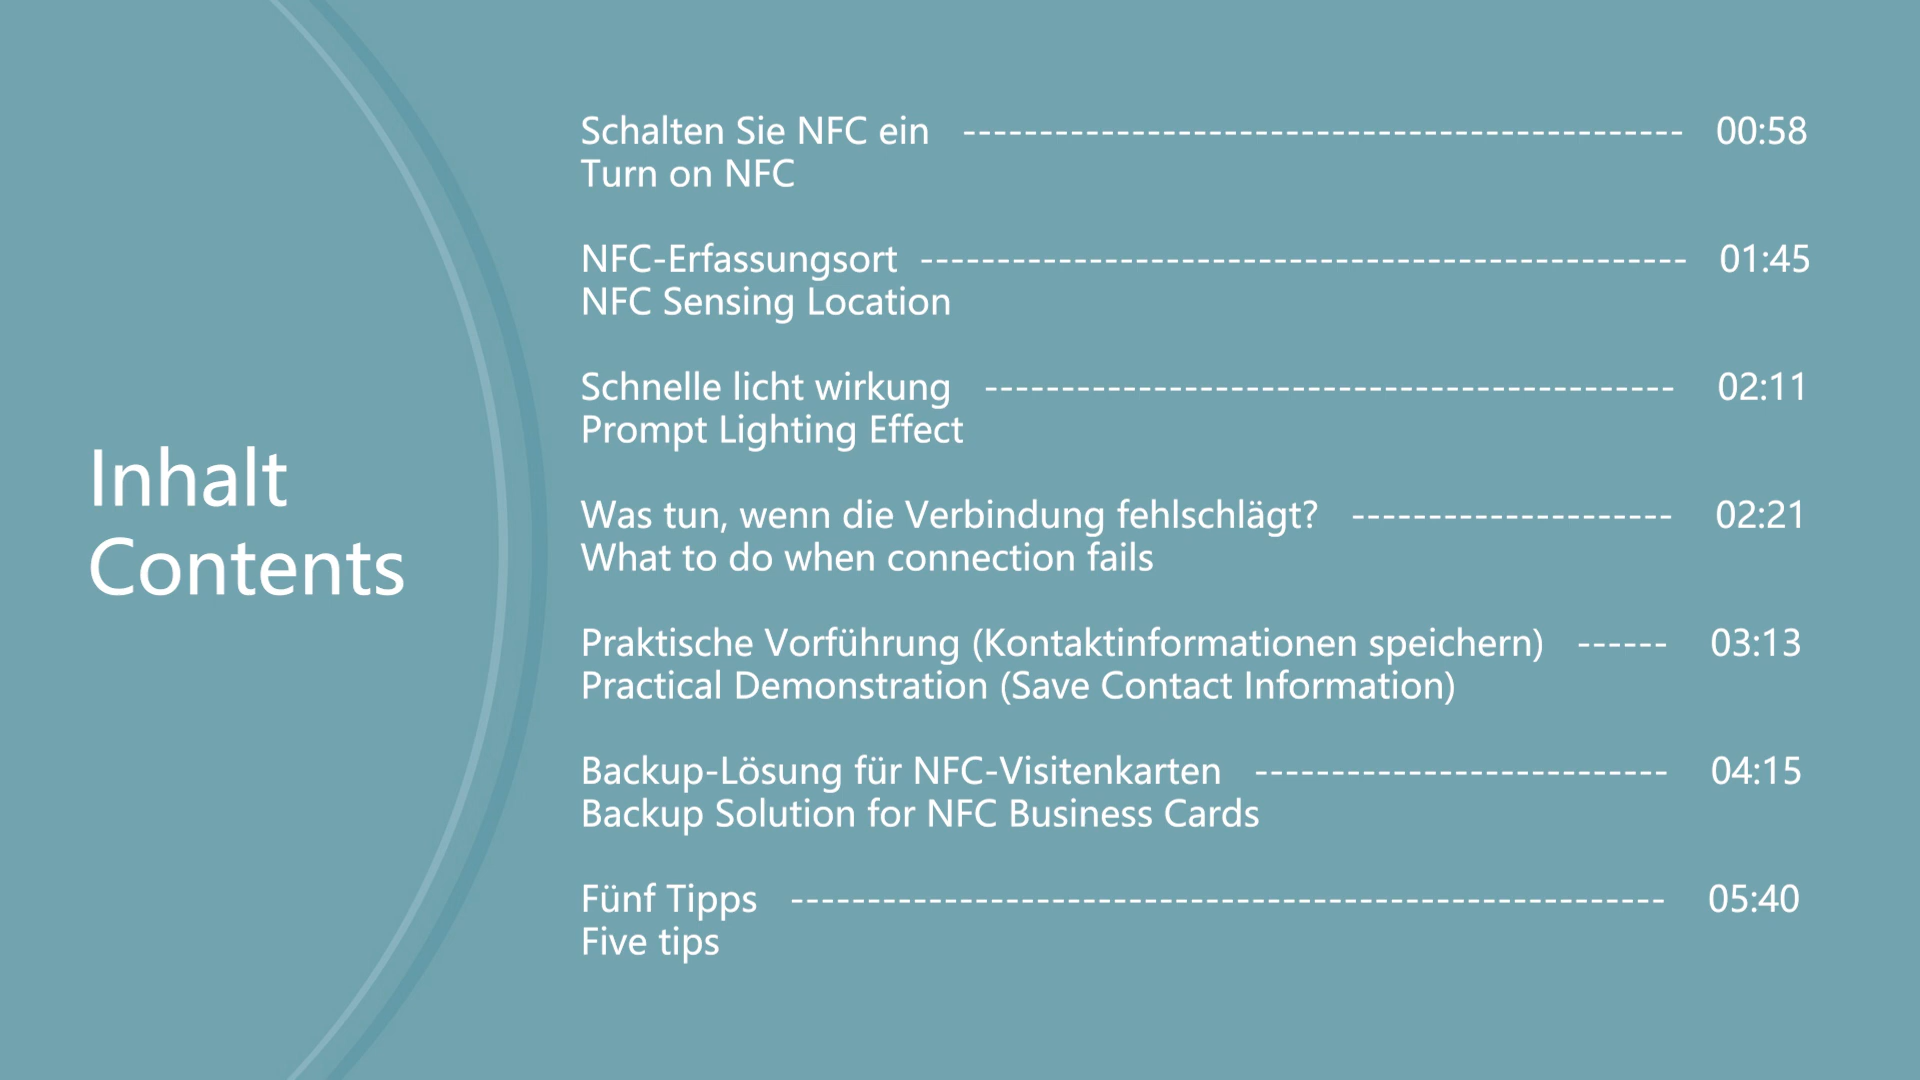 Inhalt
Contents
Schalten Sie NFC ein ----------------------------------------------- 00:58
Turn on NFC
NFC-Erfassungsort -------------------------------------------------- 01:45
NFC Sensing Location
Schnelle licht wirkung --------------------------------------------- 02:11
Prompt Lighting Effect
Was tun, wenn die Verbindung fehlschlägt? --------------------- 02:21
What to do when connection fails
Praktische Vorführung (Kontaktinformationen speichern) ------ 03:13
Practical Demonstration (Save Contact Information)
Backup-Lösung für NFC-Visitenkarten --------------------------- 04:15
Backup Solution for NFC Business Cards
Fünf Tipps --------------------------------------------------------- 05:40
Five tips